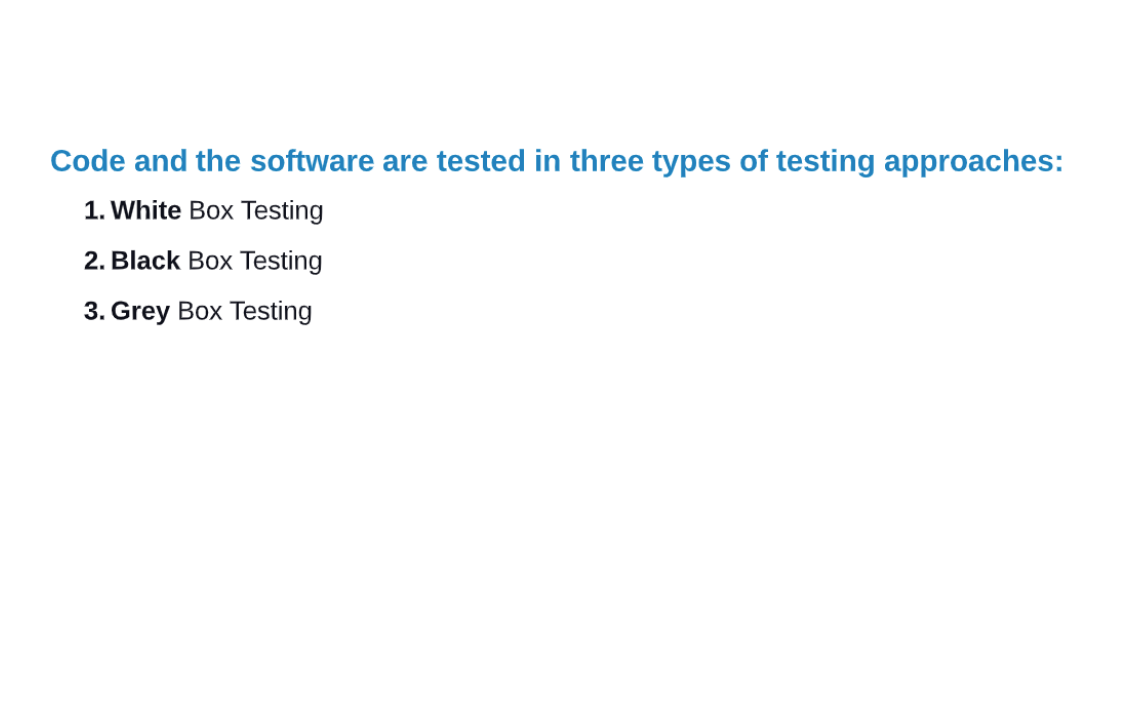 Code and the software are tested in three types of testing approaches:
1. White Box Testing
2. Black Box Testing
3. Grey Box Testing